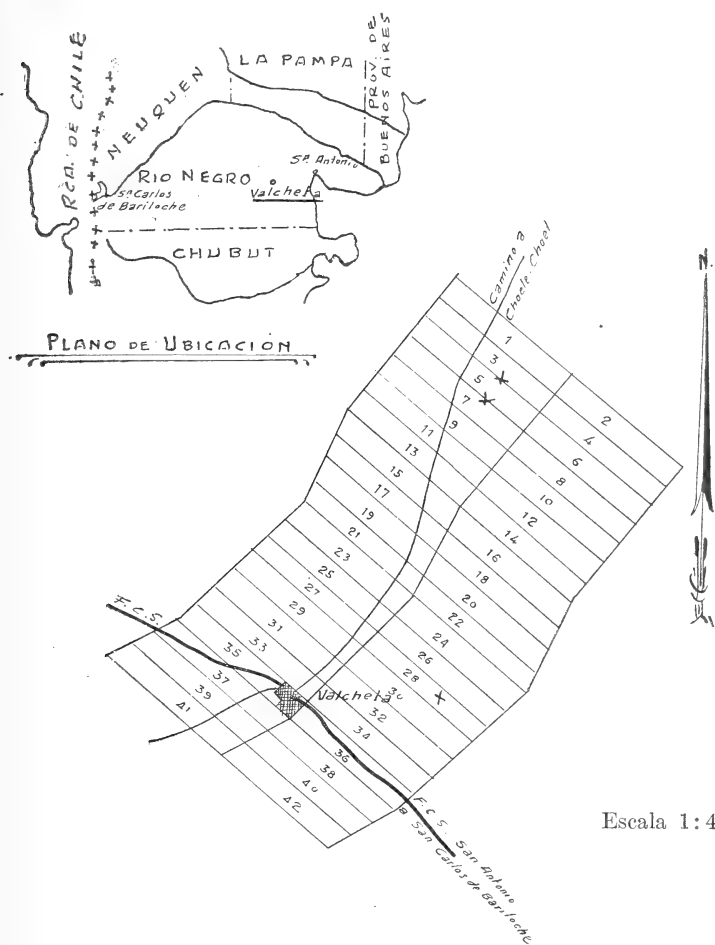 LA PAMPA
PROV. DE
BUENOS AIRES
RCA. DE CHILE
NEUQUEN
Sn. Antonio
RIO NEGRO
Valcheta
Sn. Carlos
de Bariloche
CHUBUT
PLANO DE UBICACIÓN
N.
Camino a
Choele-Choel
1
3
5
7
9
11
13
15
17
19
21
23
25
27
29
31
33
35
37
39
41
2
4
6
8
10
12
14
16
18
20
22
24
26
28
30
32
34
36
38
40
42
F.C.S.
Valcheta
F.C.S. San Antonio
a San Carlos de Bariloche
Escala 1:4